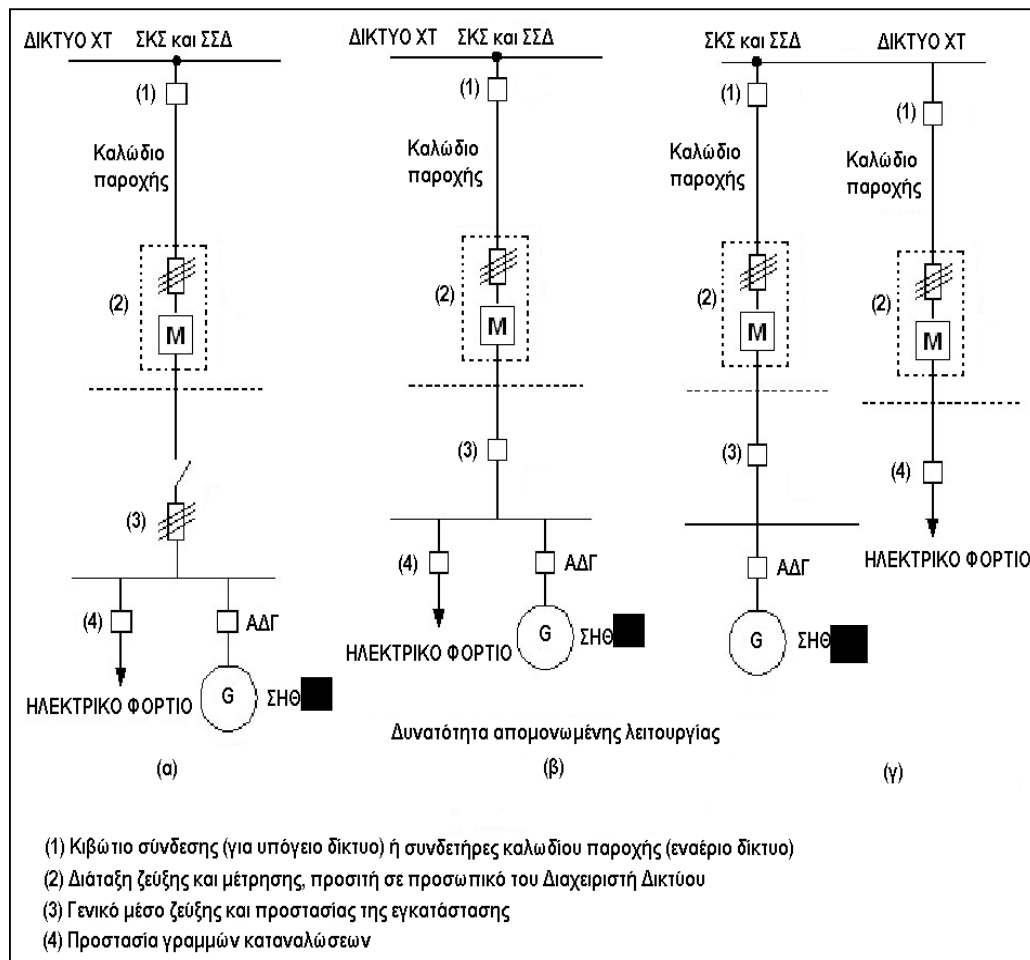 ΔΙΚΤΥΟ ΧΤ ΣΚΣ και ΣΣΔ
(1)
Καλώδιο
παροχής
(2)
M
(3)
(4)
ΑΔΓ
ΗΛΕΚΤΡΙΚΟ ΦΟΡΤΙΟ
G
ΣΗΘ
(α)
ΔΙΚΤΥΟ ΧΤ ΣΚΣ και ΣΣΔ
(1)
Καλώδιο
παροχής
(2)
M
(3)
(4)
ΑΔΓ
ΗΛΕΚΤΡΙΚΟ ΦΟΡΤΙΟ
G
ΣΗΘ
Δυνατότητα απομονωμένης λειτουργίας
(β)
ΣΚΣ και ΣΣΔ
(1)
Καλώδιο
παροχής
(2)
M
(3)
ΑΔΓ
G
ΣΗΘ
ΔΙΚΤΥΟ ΧΤ
(1)
Καλώδιο
παροχής
(2)
M
(4)
ΗΛΕΚΤΡΙΚΟ ΦΟΡΤΙΟ
(γ)
(1) Κιβώτιο σύνδεσης (για υπόγειο δίκτυο) ή συνδετήρες καλωδίου παροχής (εναέριο δίκτυο)
(2) Διάταξη ζεύξης και μέτρησης, προσιτή σε προσωπικό του Διαχειριστή Δικτύου
(3) Γενικό μέσο ζεύξης και προστασίας της εγκατάστασης
(4) Προστασία γραμμών καταναλώσεων